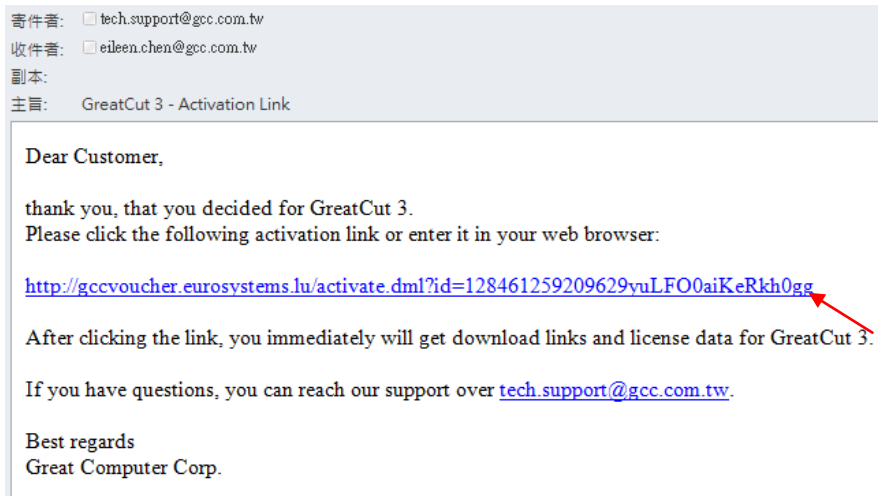 寄件者: tech.support@gcc.com.tw
收件者: eileen.chen@gcc.com.tw
副本:
主旨: GreatCut 3 - Activation Link
Dear Customer,
thank you, that you decided for GreatCut 3.
Please click the following activation link or enter it in your web browser:
http://gccvoucher.eurosystems.lu/activate.dml?id=128461259209629yuLFO0aiKeRkh0gg
After clicking the link, you immediately will get download links and license data for GreatCut 3.
If you have questions, you can reach our support over tech.support@gcc.com.tw.
Best regards
Great Computer Corp.